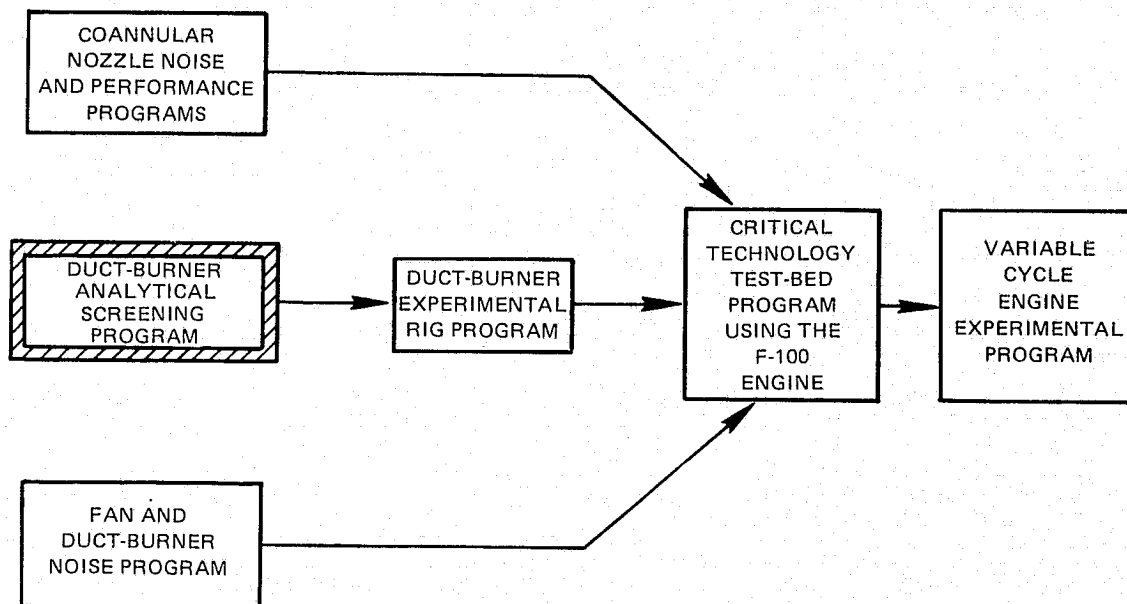 COANNULAR
NOZZLE NOISE
AND PERFORMANCE
PROGRAMS
DUCT-BURNER
ANALYTICAL
SCREENING
PROGRAM
DUCT-BURNER
EXPERIMENTAL
RIG PROGRAM
CRITICAL
TECHNOLOGY
TEST-BED
PROGRAM
USING THE
F-100
ENGINE
VARIABLE
CYCLE
ENGINE
EXPERIMENTAL
PROGRAM
FAN AND
DUCT-BURNER
NOISE PROGRAM